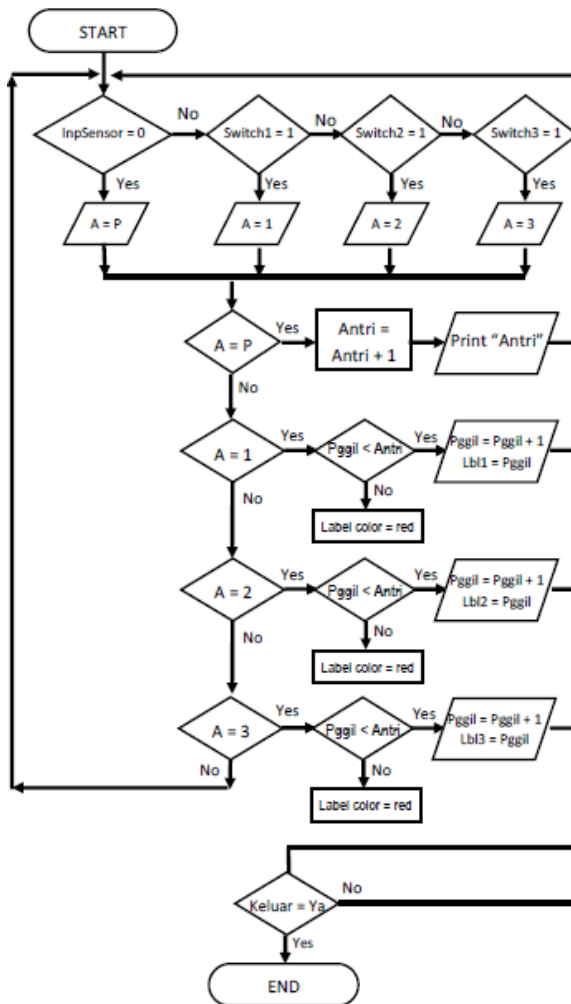 START
InpSensor = 0
No
Switch1 = 1
No
Switch2 = 1
No
Switch3 = 1
Yes
Yes
Yes
Yes
A = P
A = 1
A = 2
A = 3
A = P
Yes
Antri =
Antri + 1
Print “Antri”
No
A = 1
Yes
Pggil < Antri
Yes
Pggil = Pggil + 1
Lbl1 = Pggil
No
No
Label color = red
A = 2
Yes
Pggil < Antri
Yes
Pggil = Pggil + 1
Lbl2 = Pggil
No
No
Label color = red
A = 3
Yes
Pggil < Antri
Yes
Pggil = Pggil + 1
Lbl3 = Pggil
No
No
Label color = red
Keluar = Ya
No
Yes
END